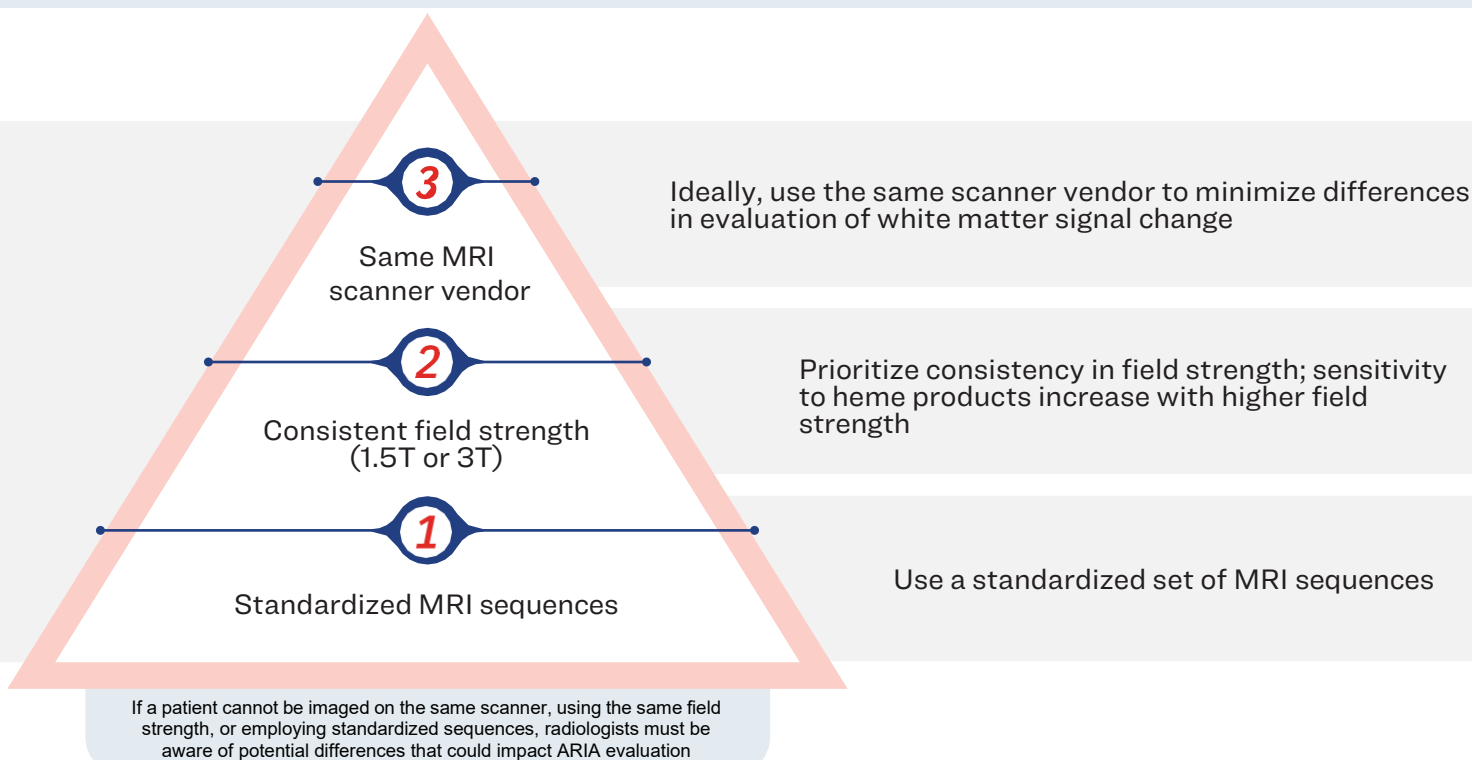 3
Same MRI
scanner vendor
Ideally, use the same scanner vendor to minimize differences
in evaluation of white matter signal change
2
Consistent field strength
(1.5T or 3T)
Prioritize consistency in field strength; sensitivity
to heme products increase with higher field
strength
1
Standardized MRI sequences
Use a standardized set of MRI sequences
If a patient cannot be imaged on the same scanner, using the same field
strength, or employing standardized sequences, radiologists must be
aware of potential differences that could impact ARIA evaluation